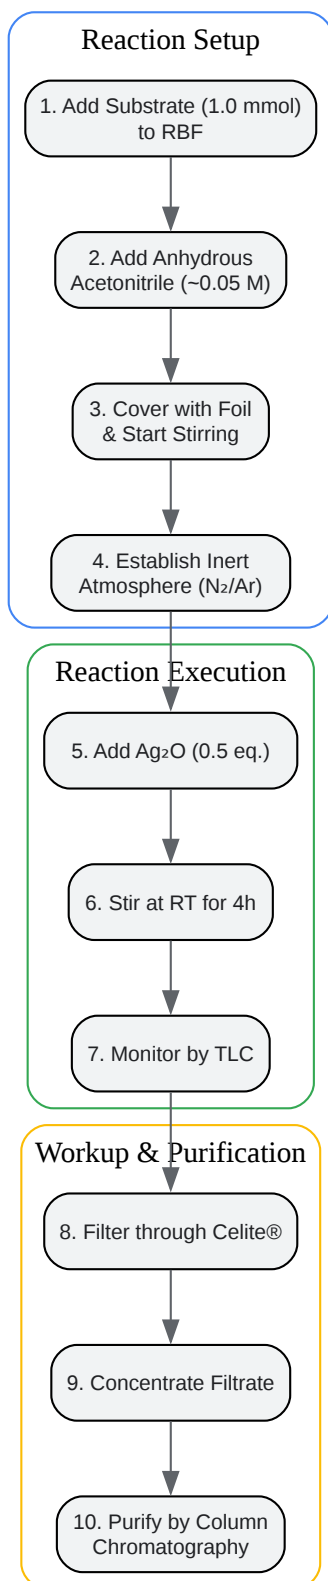 Reaction Setup
1. Add Substrate (1.0 mmol)
to RBF
2. Add Anhydrous
Acetonitrile (~0.05 M)
3. Cover with Foil
& Start Stirring
4. Establish Inert
Atmosphere (N₂/Ar)
Reaction Execution
5. Add Ag₂O (0.5 eq.)
6. Stir at RT for 4h
7. Monitor by TLC
Workup & Purification
8. Filter through Celite®
9. Concentrate Filtrate
10. Purify by Column
Chromatography